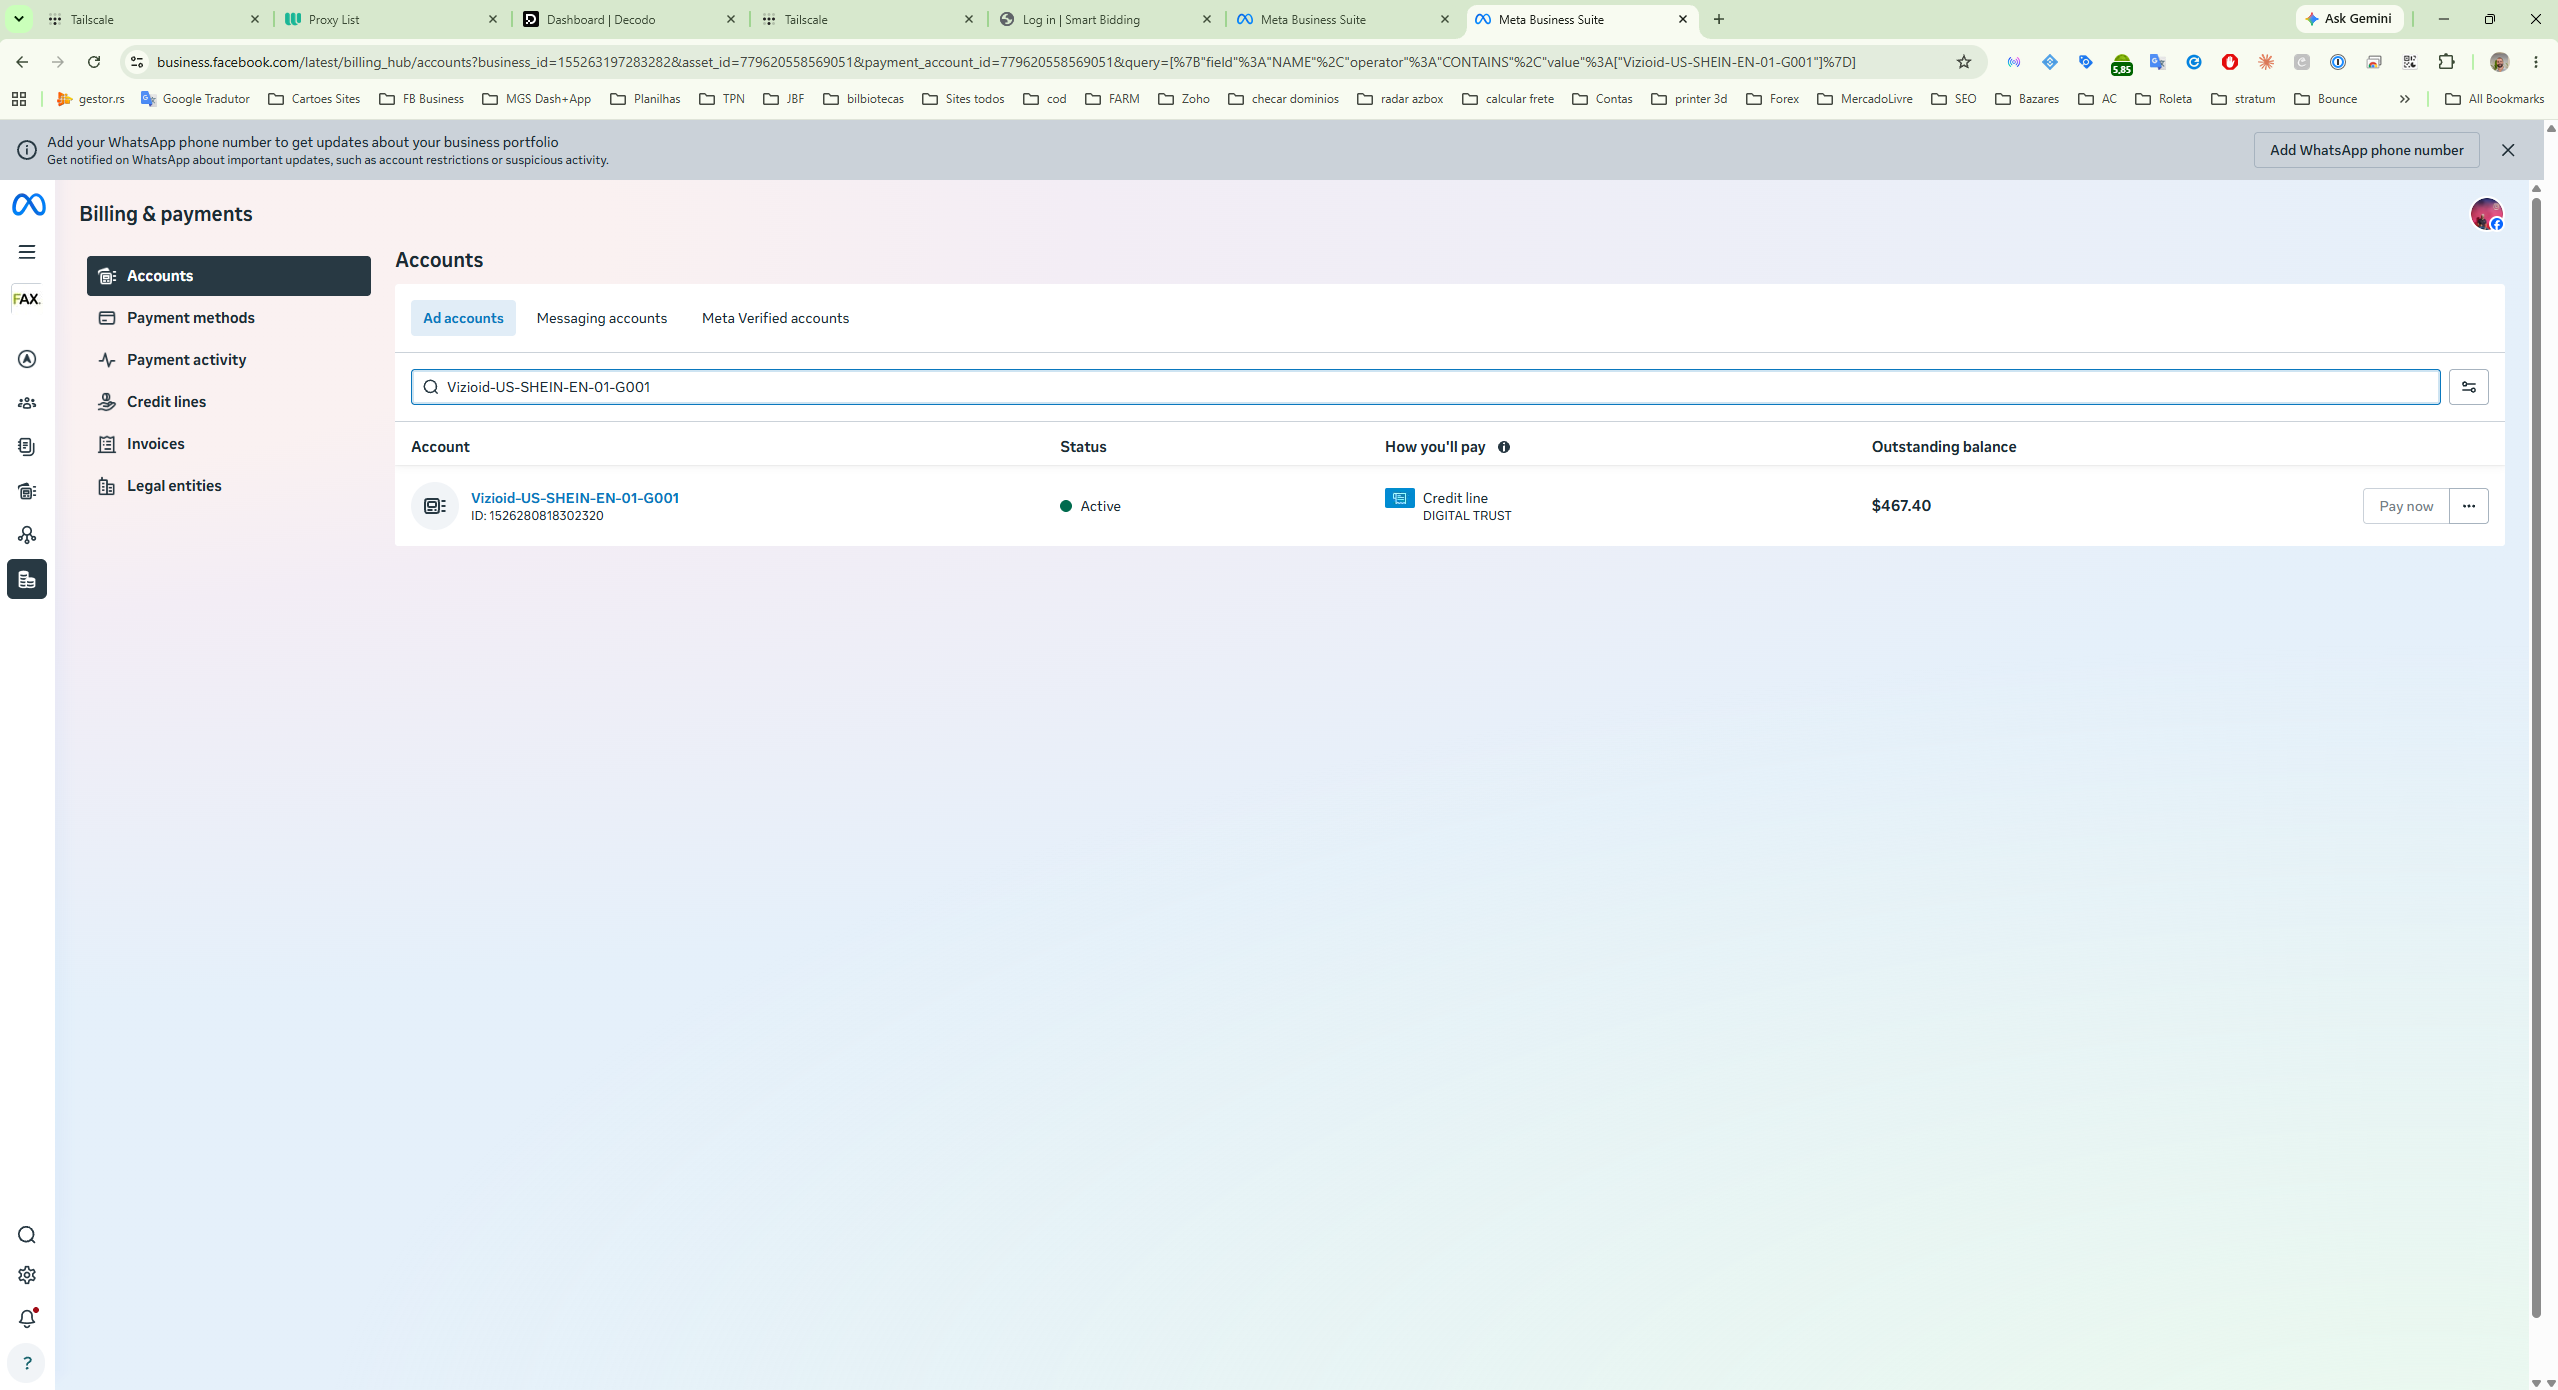 Tailscale
Proxy List
Dashboard | Decodo
Tailscale
Log in | Smart Bidding
Meta Business Suite
Meta Business Suite
Ask Gemini
business.facebook.com/latest/billing_hub/accounts?business_id=155263197283282&asset_id=779620558569051&payment_account_id=779620558569051&query=[%7B"field"%3A"NAME"%2C"operator"%3A"CONTAINS"%2C"value"%3A["Vizioid-US-SHEIN-EN-01-G001"]%7D]
5,85
gestor.rs
Google Tradutor
Cartoes Sites
FB Business
MGS Dash+App
Planilhas
TPN
JBF
bilbiotecas
Sites todos
cod
FARM
Zoho
checar dominios
radar azbox
calcular frete
Contas
printer 3d
Forex
MercadoLivre
SEO
Bazares
AC
Roleta
stratum
Bounce
All Bookmarks
Add your WhatsApp phone number to get updates about your business portfolio
Get notified on WhatsApp about important updates, such as account restrictions or suspicious activity.
Add WhatsApp phone number
Billing & payments
FAX.
Accounts
Payment methods
Payment activity
Credit lines
Invoices
Legal entities
Accounts
Ad accounts
Messaging accounts
Meta Verified accounts
Vizioid-US-SHEIN-EN-01-G001
Account
Status
How you'll pay
Outstanding balance
Vizioid-US-SHEIN-EN-01-G001
ID: 1526280818302320
Active
Credit line
DIGITAL TRUST
$467.40
Pay now
?